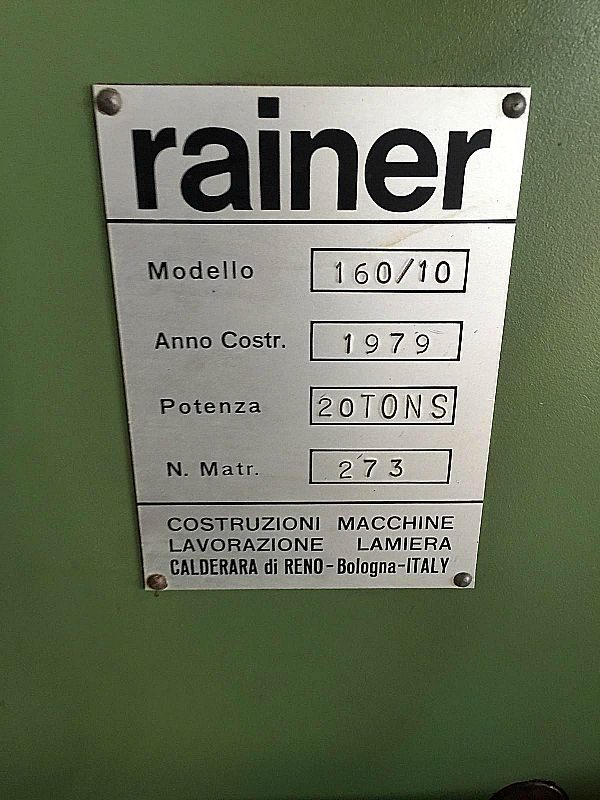 rainer
Modello 160/10
Anno Costr. 1979
Potenza 20TONS
N. Matr. 273
COSTRUZIONI MACCHINE
LAVORAZIONE LAMIERA
CALDERARA di RENO-Bologna-ITALY